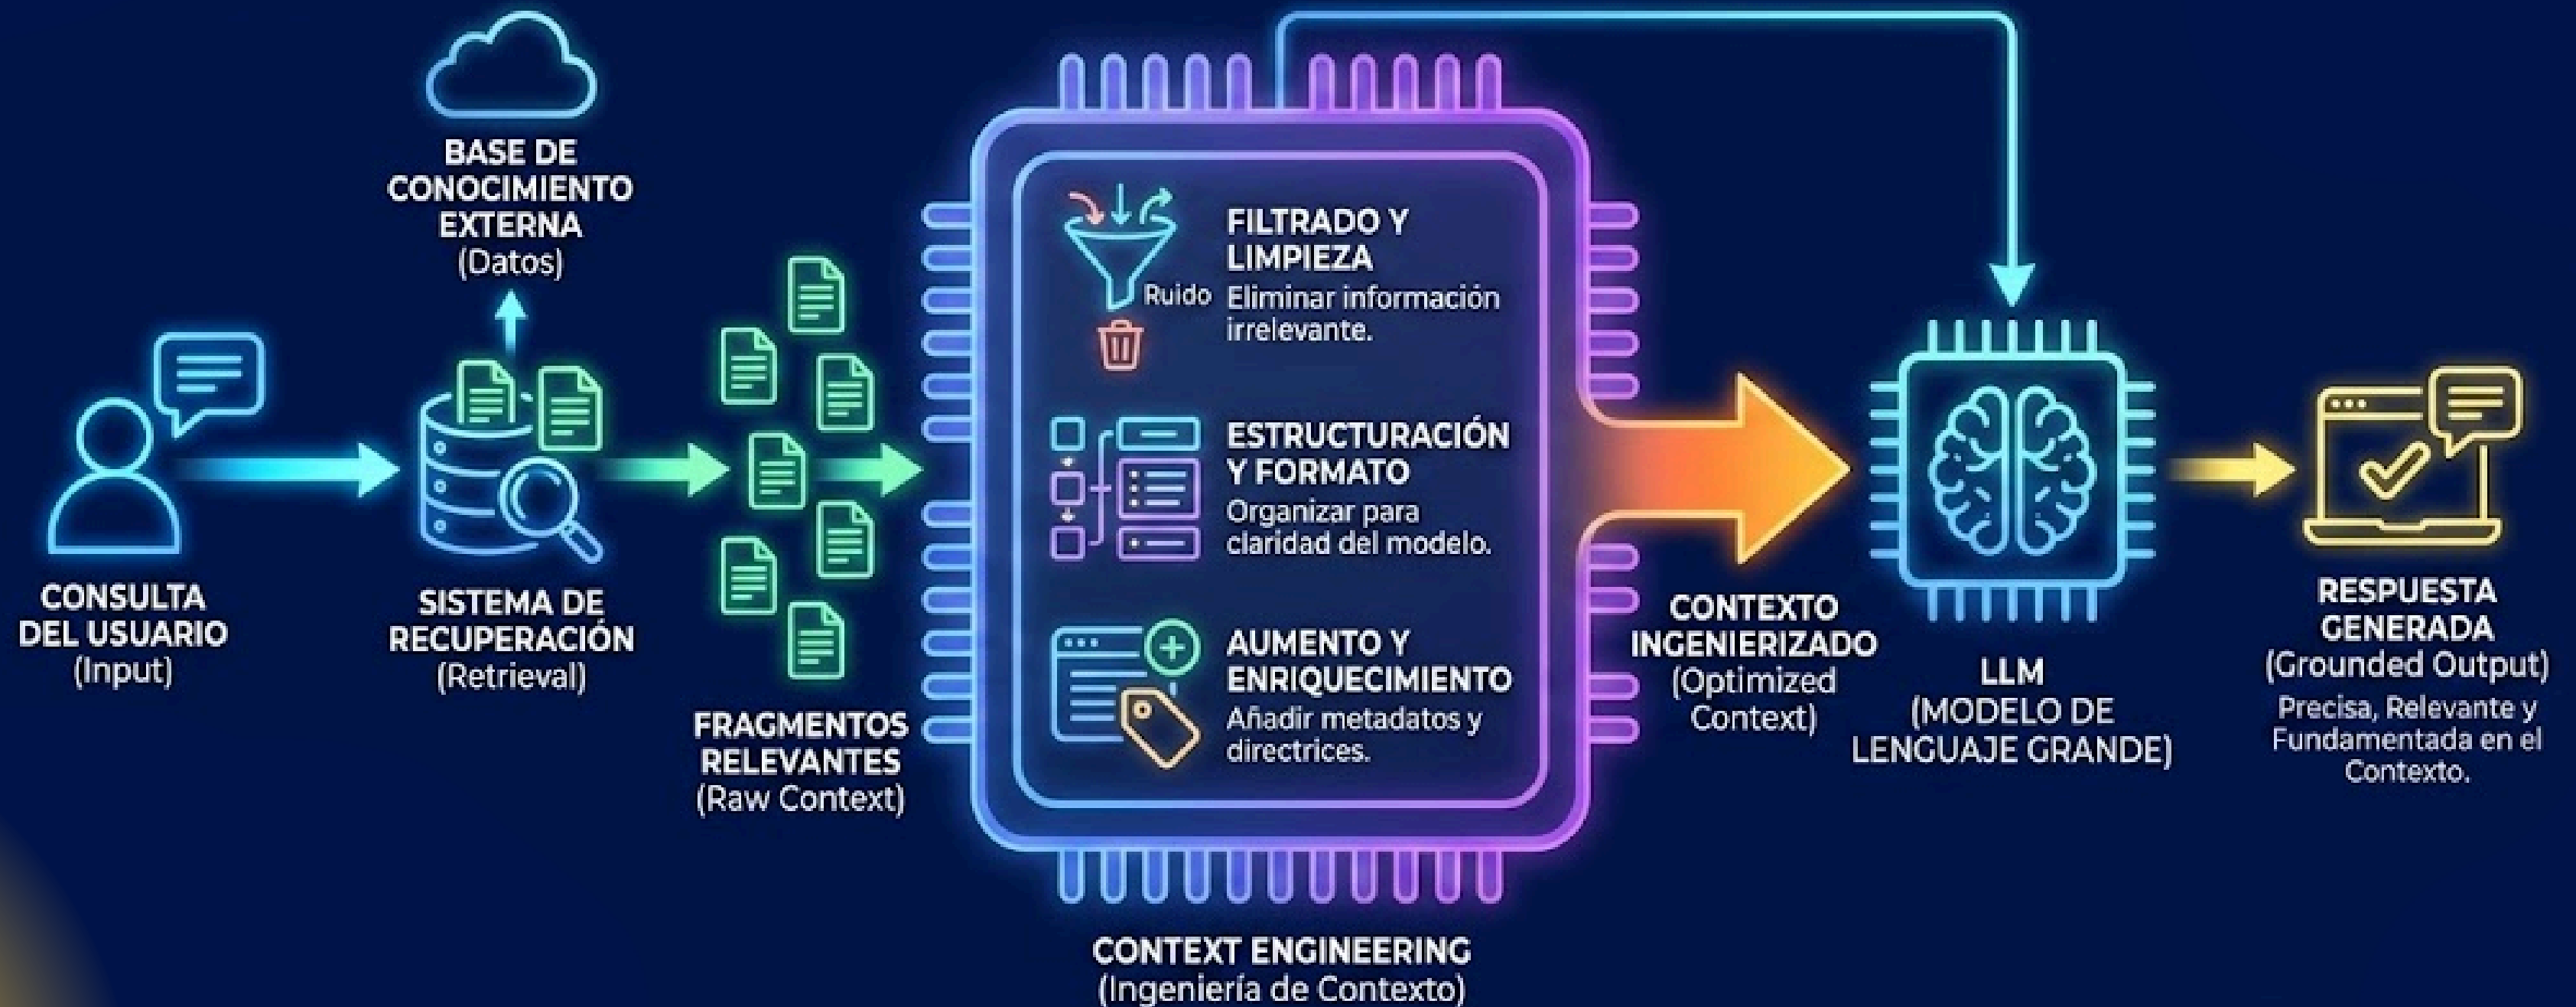 BASE DE
CONOCIMIENTO
EXTERNA
(Datos)
CONSULTA
DEL USUARIO
(Input)
SISTEMA DE
RECUPERACIÓN
(Retrieval)
FRAGMENTOS
RELEVANTES
(Raw Context)
FILTRADO Y
LIMPIEZA
Ruido
Eliminar información
irrelevante.
ESTRUCTURACIÓN
Y FORMATO
Organizar para
claridad del modelo.
AUMENTO Y
ENRIQUECIMIENTO
Añadir metadatos y
directrices.
CONTEXT ENGINEERING
(Ingeniería de Contexto)
CONTEXTO
INGENIERIZADO
(Optimized
Context)
LLM
(MODELO DE
LENGUAJE GRANDE)
RESPUESTA
GENERADA
(Grounded Output)
Precisa, Relevante y
Fundamentada en el
Contexto.